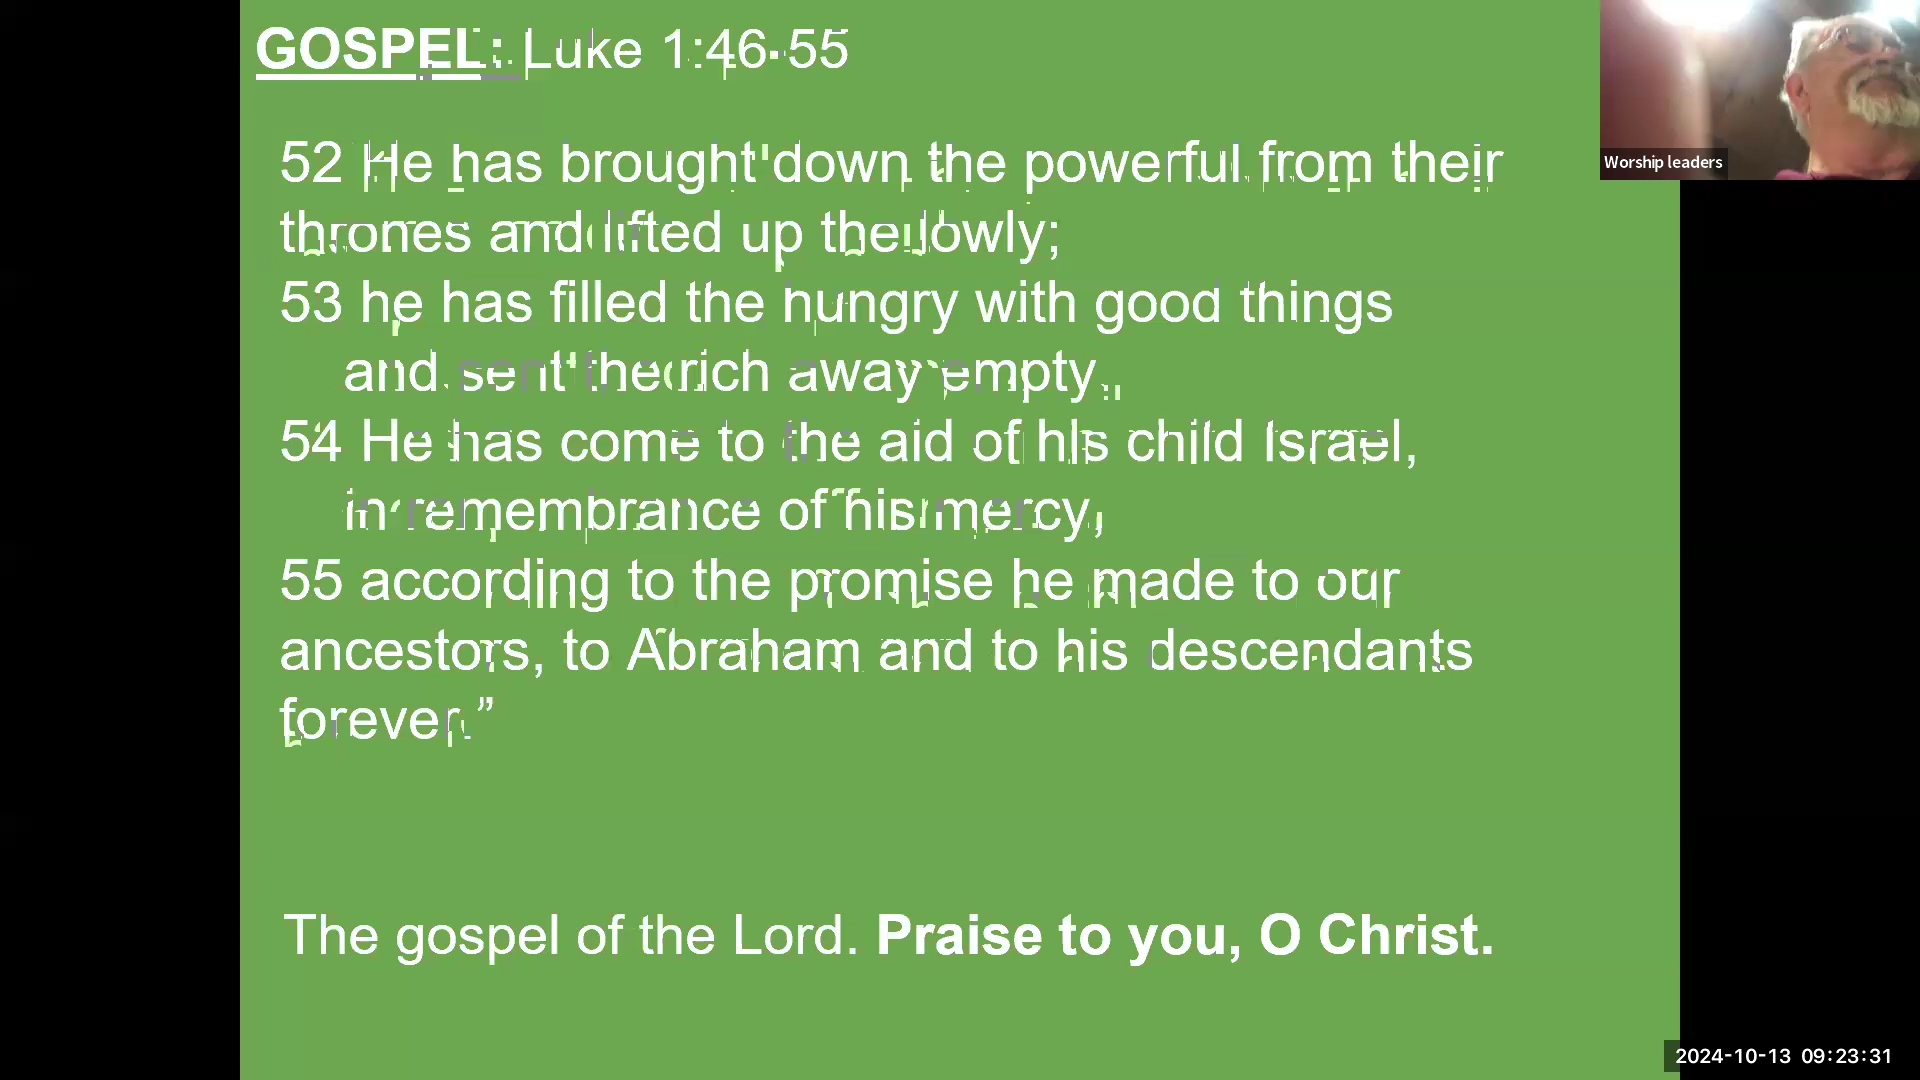 GOSPEL: Luke 1:46-55
Worship leaders
52 He has brought down the powerful from their
thrones and lifted up the lowly;
53 he has filled the hungry with good things
and sent the rich away empty.
54 He has come to the aid of his child Israel,
in remembrance of his mercy,
55 according to the promise he made to our
ancestors, to Abraham and to his descendants
forever.”
The gospel of the Lord. Praise to you, O Christ.
2024-10-13 09:23:31